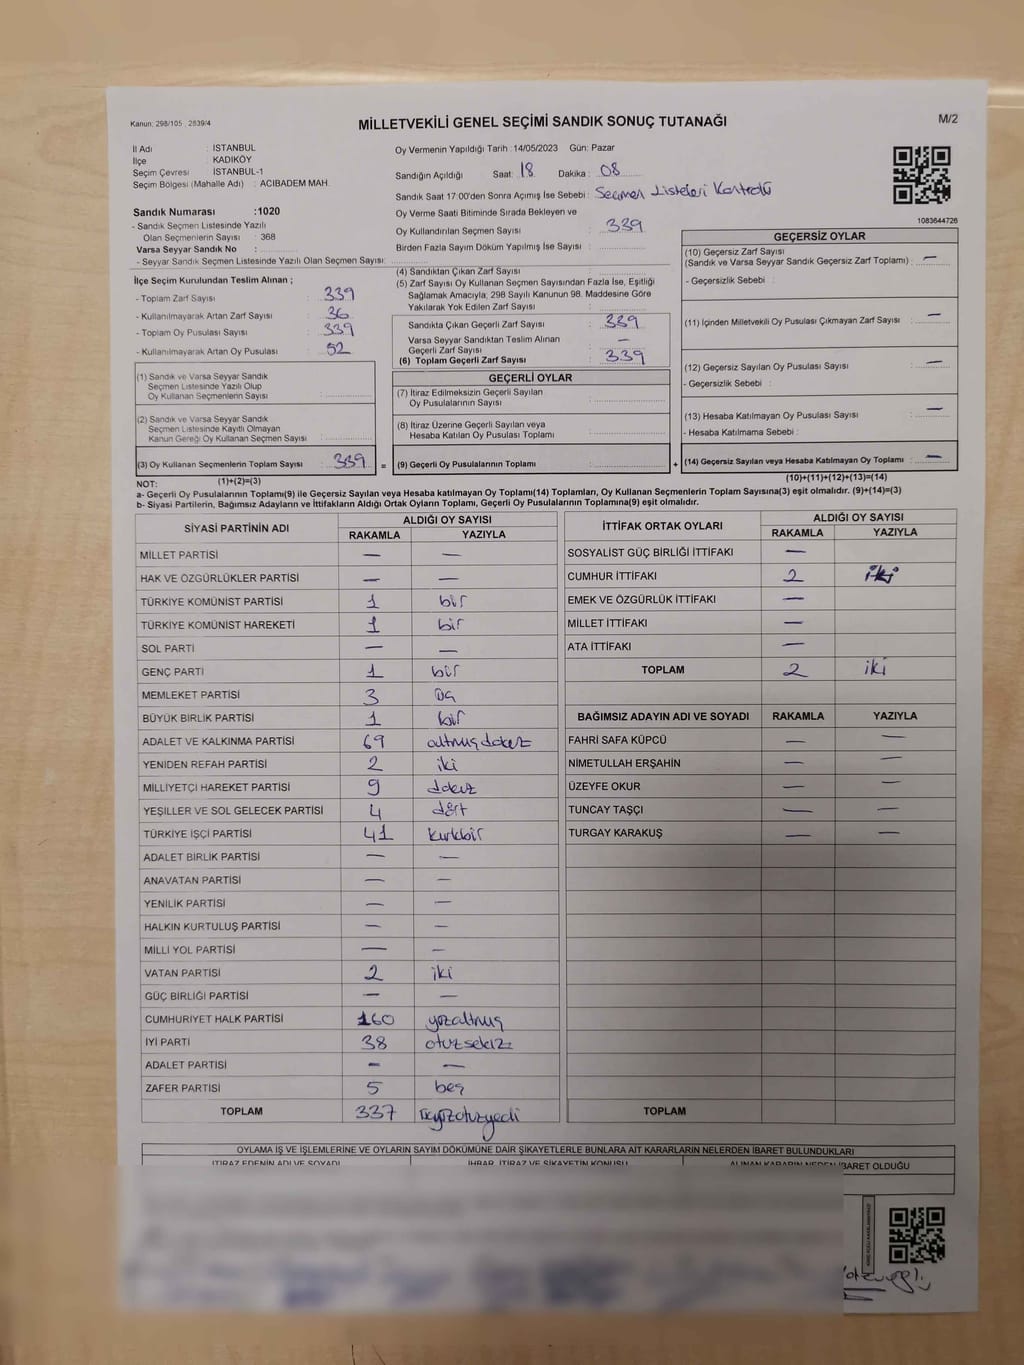 Kanun: 298/105 , 2839/4
MİLLETVEKİLİ GENEL SEÇİMİ SANDIK SONUÇ TUTANAĞI
M/2
İl Adı : İSTANBUL
İlçe KADIKÖY
Seçim Çevresi : İSTANBUL-1
Seçim Bölgesi (Mahalle Adı) : ACIBADEM MAH.
Oy Vermenin Yapıldığı Tarih :14/05/2023 Gün: Pazar
Sandığın Açıldığı Saat: 18 Dakika : 08
Sandık Saat 17:00'den Sonra Açımış İse Sebebi: Seçmen Listeleri Kontrolü
Oy Verme Saati Bitiminde Sırada Bekleyen ve
Oy Kullandırılan Seçmen Sayısı : 339
Birden Fazla Sayım Döküm Yapılmış İse Sayısı :
1083644726
Sandık Numarası :1020
- Sandık Seçmen Listesinde Yazılı
Olan Seçmenlerin Sayısı : 368
Varsa Seyyar Sandık No :
- Seyyar Sandık Seçmen Listesinde Yazılı Olan Seçmen Sayısı:
İlçe Seçim Kurulundan Teslim Alınan ;
- Toplam Zarf Sayısı : 339
- Kullanılmayarak Artan Zarf Sayısı : 36
- Toplam Oy Pusulası Sayısı : 339
- Kullanılmayarak Artan Oy Pusulası : 52
(4) Sandıktan Çıkan Zarf Sayısı :
(5) Zarf Sayısı Oy Kullanan Seçmen Sayısından Fazla İse, Eşitliği
Sağlamak Amacıyla, 298 Sayılı Kanunun 98. Maddesine Göre
Yakılarak Yok Edilen Zarf Sayısı :
Sandıkta Çıkan Geçerli Zarf Sayısı : 339
Varsa Seyyar Sandıktan Teslim Alınan
Geçerli Zarf Sayısı : —
(6) Toplam Geçerli Zarf Sayısı : 339
GEÇERSİZ OYLAR
(10) Geçersiz Zarf Sayısı
(Sandık ve Varsa Seyyar Sandık Geçersiz Zarf Toplamı) : —
- Geçersizlik Sebebi :
(11) İçinden Milletvekili Oy Pusulası Çıkmayan Zarf Sayısı : —
(12) Geçersiz Sayılan Oy Pusulası Sayısı : —
- Geçersizlik Sebebi :
(13) Hesaba Katılmayan Oy Pusulası Sayısı : —
- Hesaba Katılmama Sebebi :
(14) Geçersiz Sayılan veya Hesaba Katılmayan Oy Toplamı : —
(10)+(11)+(12)+(13)=(14)
(1) Sandık ve Varsa Seyyar Sandık
Seçmen Listesinde Yazılı Olup
Oy Kullanan Seçmenlerin Sayısı :
(2) Sandık ve Varsa Seyyar Sandık
Seçmen Listesinde Kayıtlı Olmayan
Kanun Gereği Oy Kullanan Seçmen Sayısı :
(3) Oy Kullanan Seçmenlerin Toplam Sayısı : 339 =
(1)+(2)=(3)
GEÇERLİ OYLAR
(7) İtiraz Edilmeksizin Geçerli Sayılan
Oy Pusulalarının Sayısı :
(8) İtiraz Üzerine Geçerli Sayılan veya
Hesaba Katılan Oy Pusulası Toplamı :
(9) Geçerli Oy Pusulalarının Toplamı : +
NOT:
a- Geçerli Oy Pusulalarının Toplamı(9) ile Geçersiz Sayılan veya Hesaba katılmayan Oy Toplamı(14) Toplamları, Oy Kullanan Seçmenlerin Toplam Sayısına(3) eşit olmalıdır. (9)+(14)=(3)
b- Siyasi Partilerin, Bağımsız Adayların ve İttifakların Aldığı Ortak Oyların Toplamı, Geçerli Oy Pusulalarının Toplamına(9) eşit olmalıdır.
SİYASİ PARTİNİN ADI ALDIĞI OY SAYISI
RAKAMLA YAZIYLA
MİLLET PARTİSİ — —
HAK VE ÖZGÜRLÜKLER PARTİSİ — —
TÜRKİYE KOMÜNİST PARTİSİ 1 bir
TÜRKİYE KOMÜNİST HAREKETİ 1 bir
SOL PARTİ — —
GENÇ PARTİ 1 bir
MEMLEKET PARTİSİ 3 üç
BÜYÜK BİRLİK PARTİSİ 1 bir
ADALET VE KALKINMA PARTİSİ 69 altmışdokuz
YENİDEN REFAH PARTİSİ 2 iki
MİLLİYETÇİ HAREKET PARTİSİ 9 dokuz
YEŞİLLER VE SOL GELECEK PARTİSİ 4 dört
TÜRKİYE İŞÇİ PARTİSİ 41 kırkbir
ADALET BİRLİK PARTİSİ — —
ANAVATAN PARTİSİ — —
YENİLİK PARTİSİ — —
HALKIN KURTULUŞ PARTİSİ — —
MİLLİ YOL PARTİSİ — —
VATAN PARTİSİ 2 iki
GÜÇ BİRLİĞİ PARTİSİ — —
CUMHURİYET HALK PARTİSİ 160 yüzaltmış
İYİ PARTİ 38 otuzsekiz
ADALET PARTİSİ — —
ZAFER PARTİSİ 5 beş
TOPLAM 337 üçyüzotuzyedi
İTTİFAK ORTAK OYLARI ALDIĞI OY SAYISI
RAKAMLA YAZIYLA
SOSYALİST GÜÇ BİRLİĞİ İTTİFAKI —
CUMHUR İTTİFAKI 2 iki
EMEK VE ÖZGÜRLÜK İTTİFAKI —
MİLLET İTTİFAKI —
ATA İTTİFAKI —
TOPLAM 2 iki
BAĞIMSIZ ADAYIN ADI VE SOYADI RAKAMLA YAZIYLA
FAHRİ SAFA KÜPCÜ — —
NİMETULLAH ERŞAHİN — —
ÜZEYFE OKUR — —
TUNCAY TAŞÇI — —
TURGAY KARAKUŞ — —
TOPLAM
OYLAMA İŞ VE İŞLEMLERİNE VE OYLARIN SAYIM DÖKÜMÜNE DAİR ŞİKAYETLERLE BUNLARA AİT KARARLARIN NELERDEN İBARET BULUNDUKLARI
İTİRAZ EDENİN ADI VE SOYADI İHBAR, İTİRAZ VE ŞİKAYETİN KONUSU ALINAN KARARIN NEDEN İBARET OLDUĞU